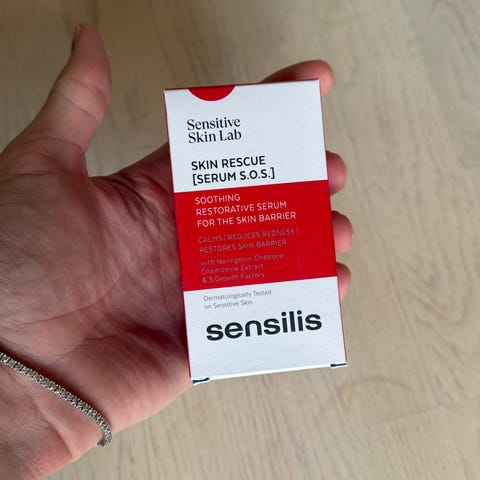 Sensitive
Skin Lab
SKIN RESCUE
[SERUM S.O.S.]
SOOTHING
RESTORATIVE SERUM
FOR THE SKIN BARRIER
CALMS | REDUCES REDNESS |
RESTORES SKIN BARRIER
with Naringenin Chalcone,
Chamomile Extract
& 5 Growth Factors
Dermatologically Tested
on Sensitive Skin
sensilis